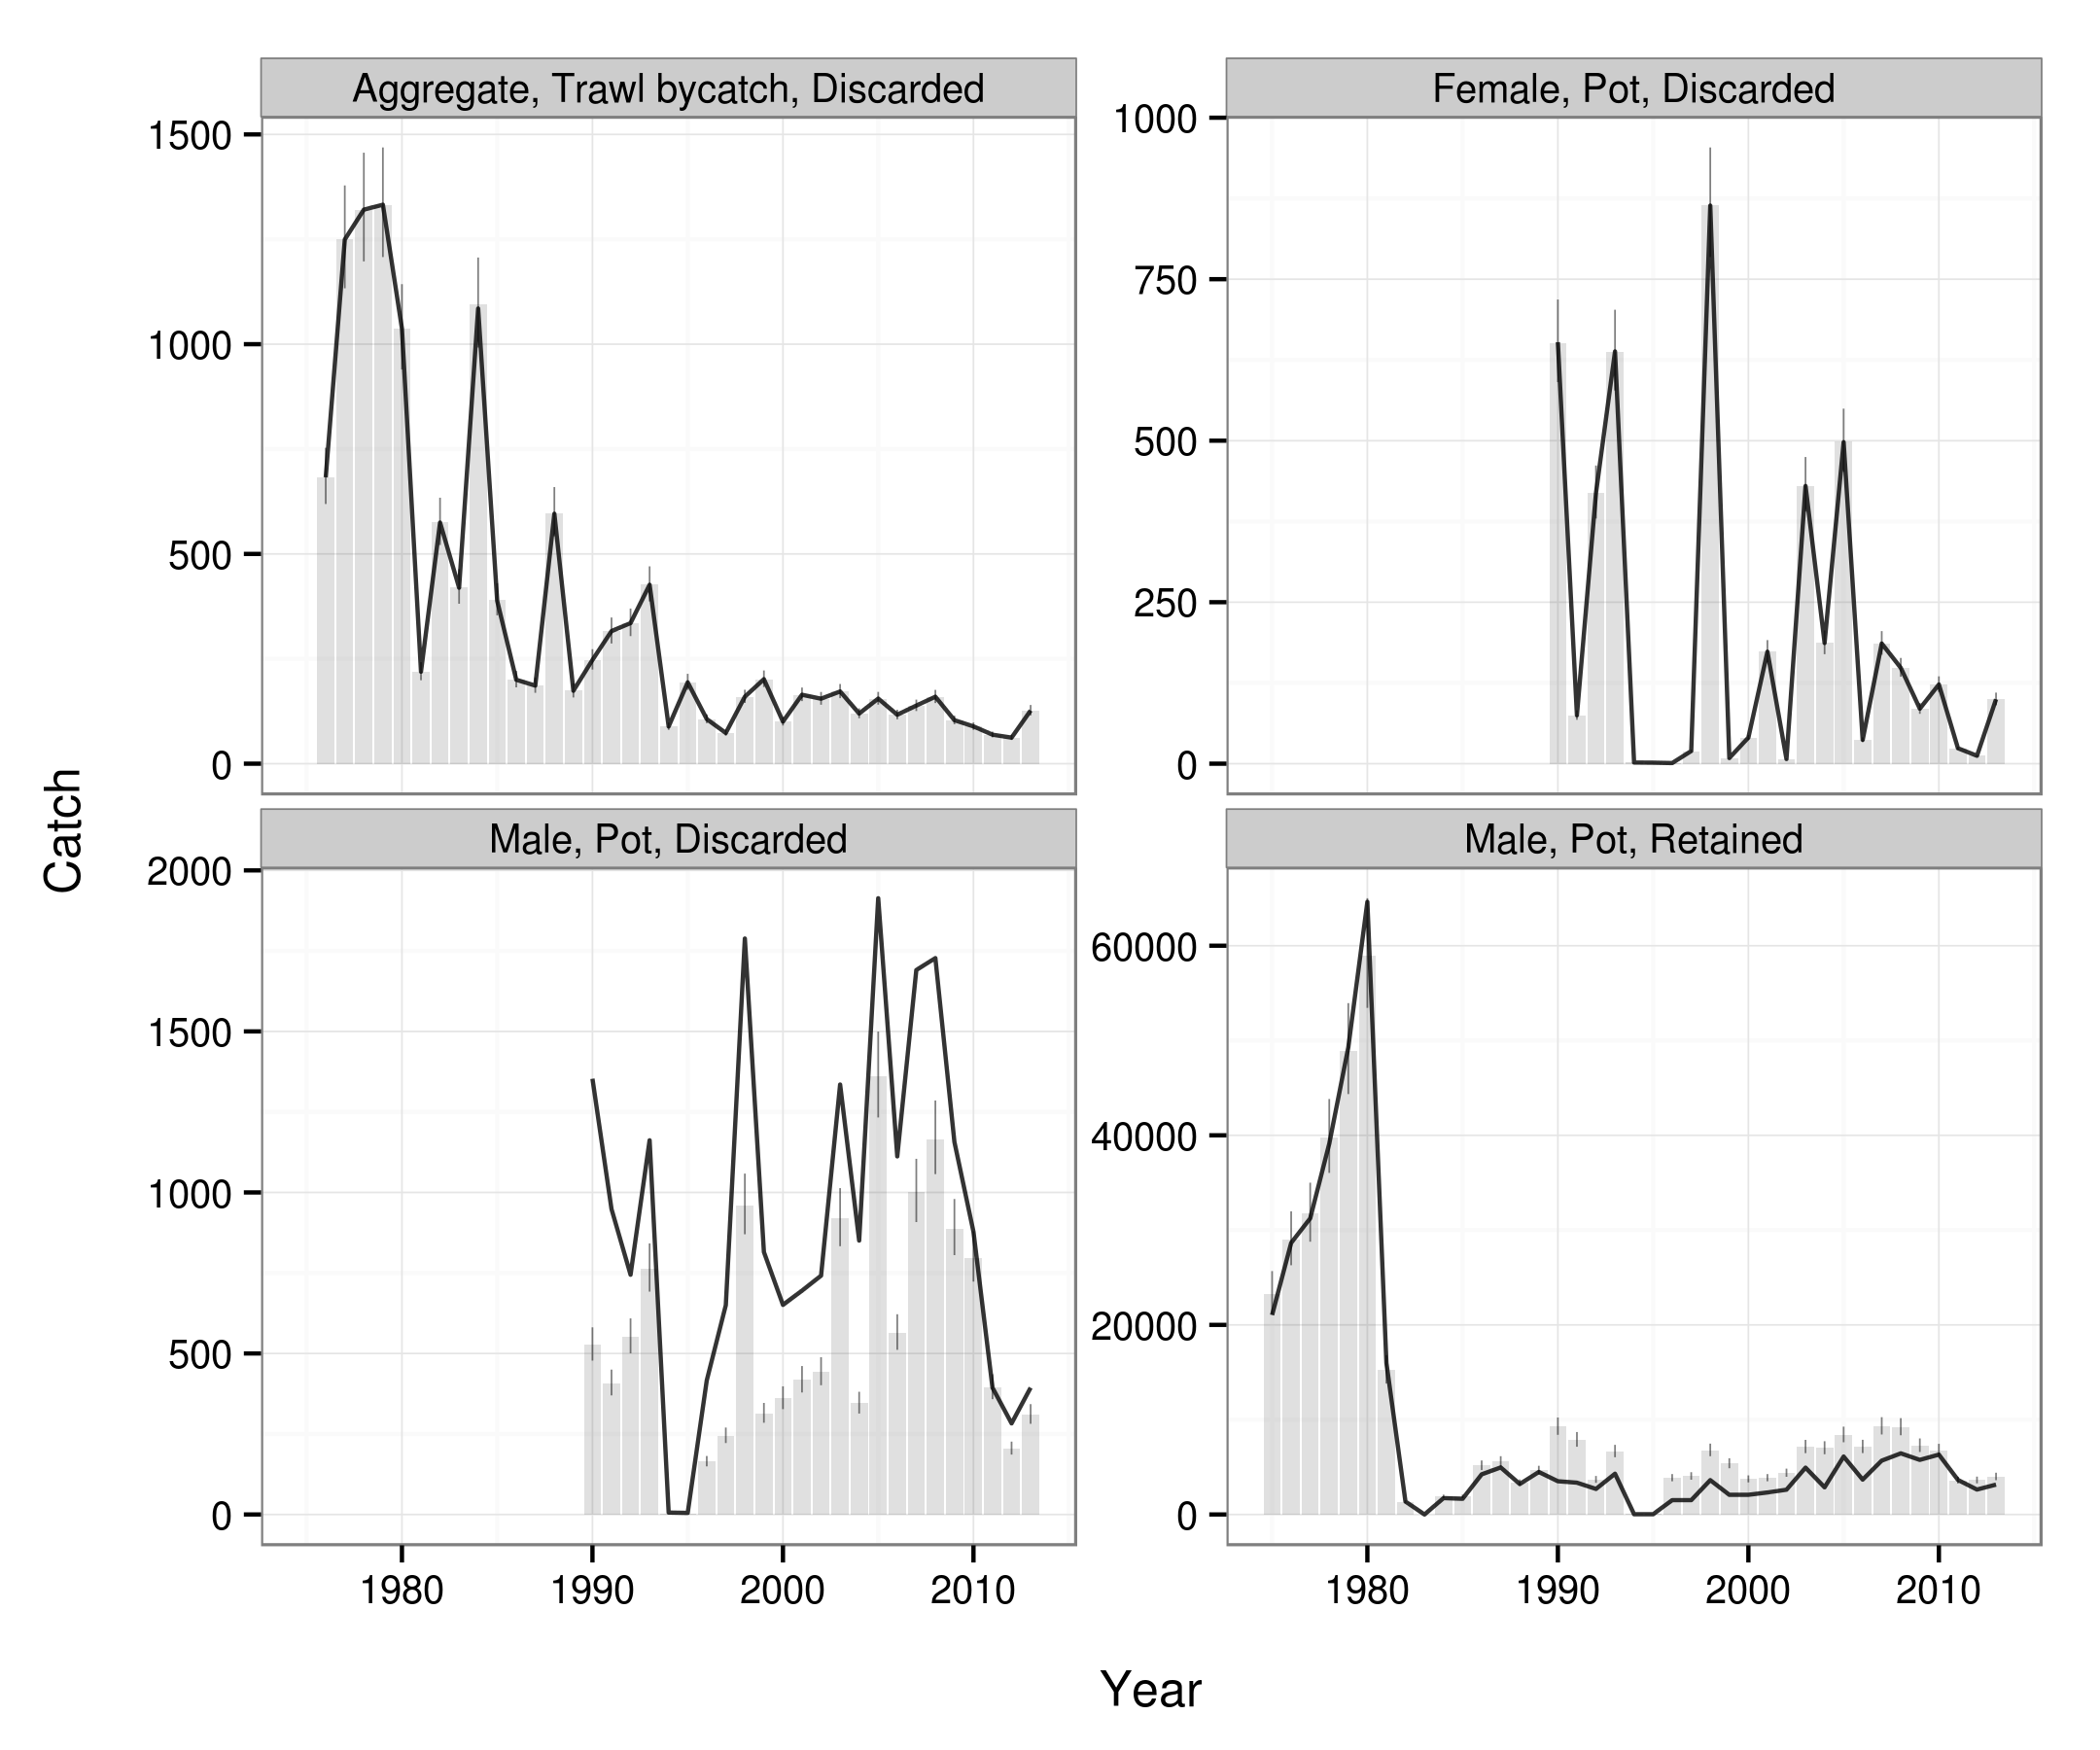 Aggregate, Trawl bycatch, Discarded
Female, Pot, Discarded
1500
1000
500
0
1000
750
500
250
0
Catch
Male, Pot, Discarded
Male, Pot, Retained
2000
1500
1000
500
0
60000
40000
20000
0
1980 1990 2000 2010
1980 1990 2000 2010
Year